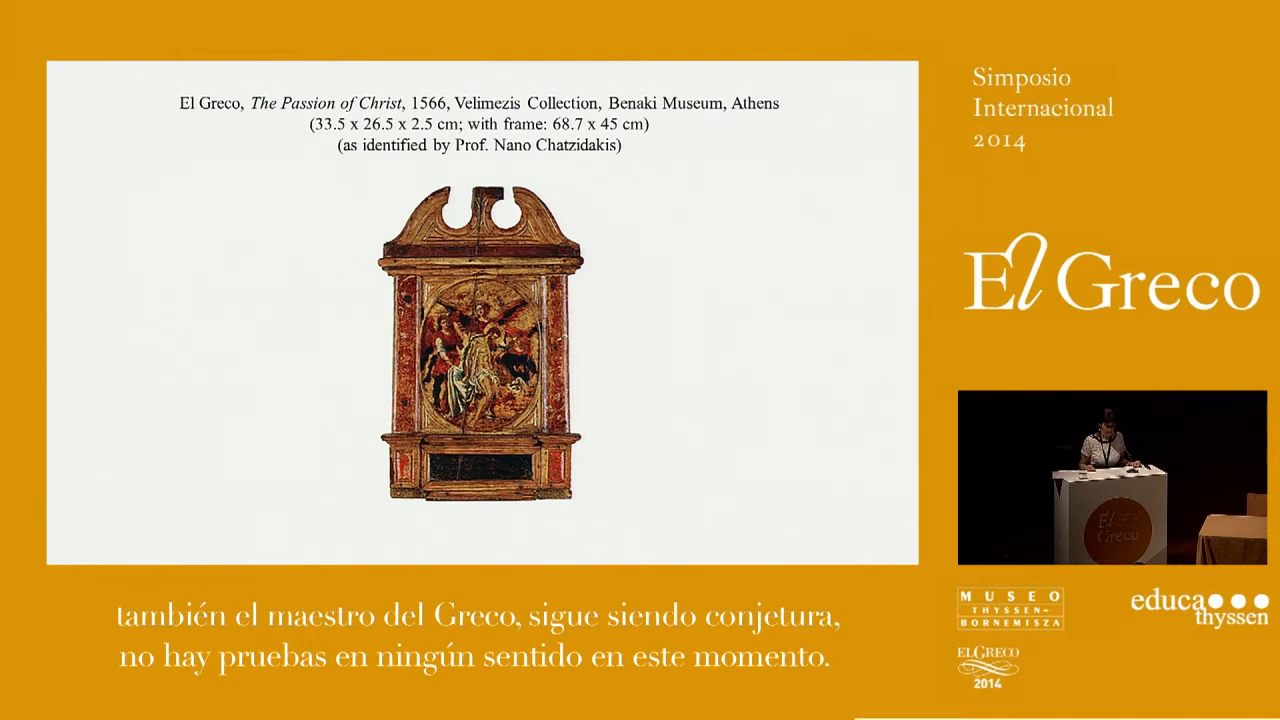 El Greco, The Passion of Christ, 1566, Velimezis Collection, Benaki Museum, Athens
(33.5 x 26.5 x 2.5 cm; with frame: 68.7 x 45 cm)
(as identified by Prof. Nano Chatzidakis)
Simposio
Internacional
2014
El Greco
El
Greco
MUSEO
THYSSEN-
BORNEMISZA
educa
thyssen
EL GRECO
2014
también el maestro del Greco, sigue siendo conjetura,
no hay pruebas en ningún sentido en este momento.